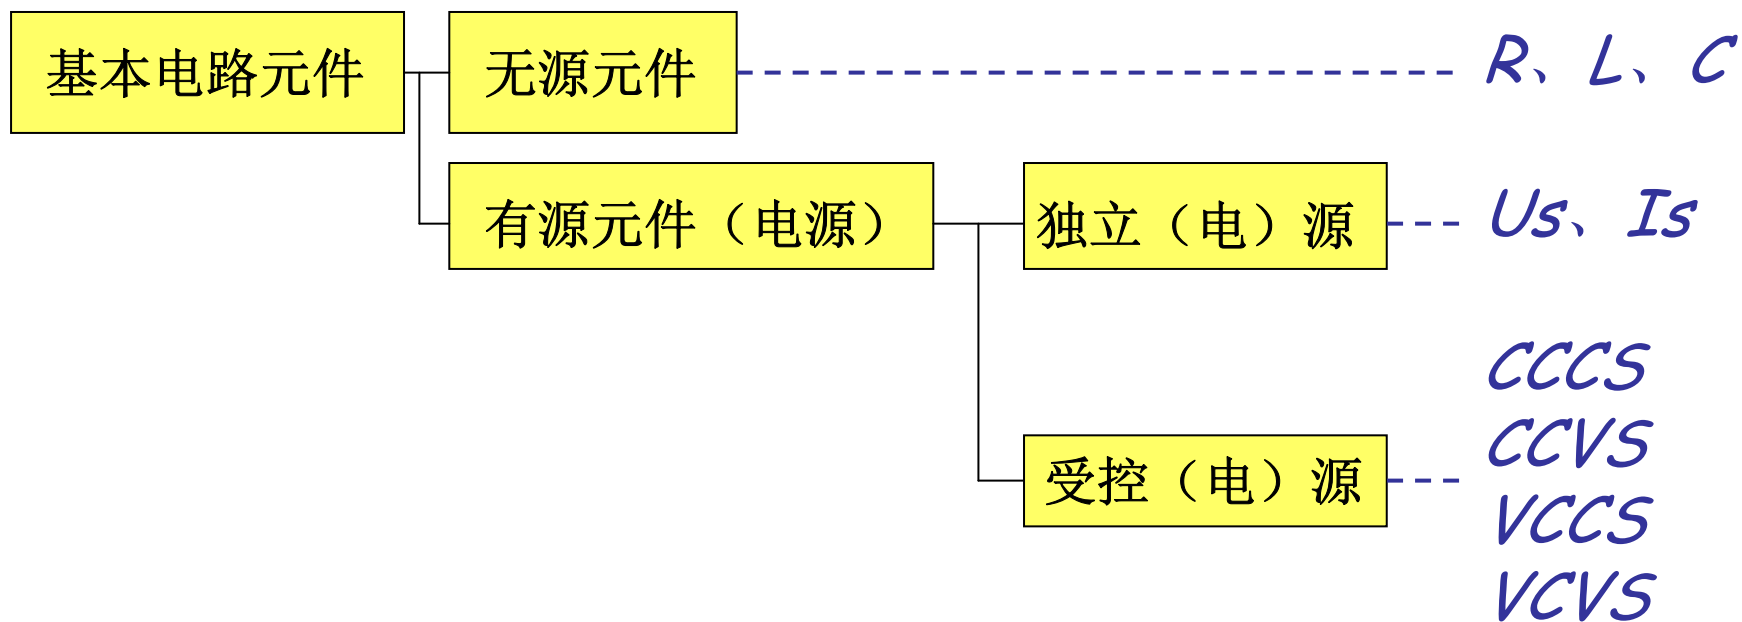 基本电路元件
无源元件
R、L、C
有源元件（电源）
独立（电）源
Us、Is
受控（电）源
CCCS
CCVS
VCCS
VCVS